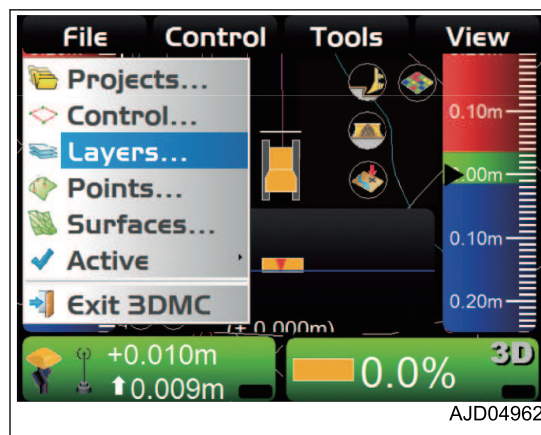 File Control Tools View
Projects...
Control...
Layers...
Points...
Surfaces...
Active
Exit 3DMC
0.10m
00m
0.10m
0.20m
(± 0.000m)
+0.010m
0.009m
0.0%
3D
AJD04962